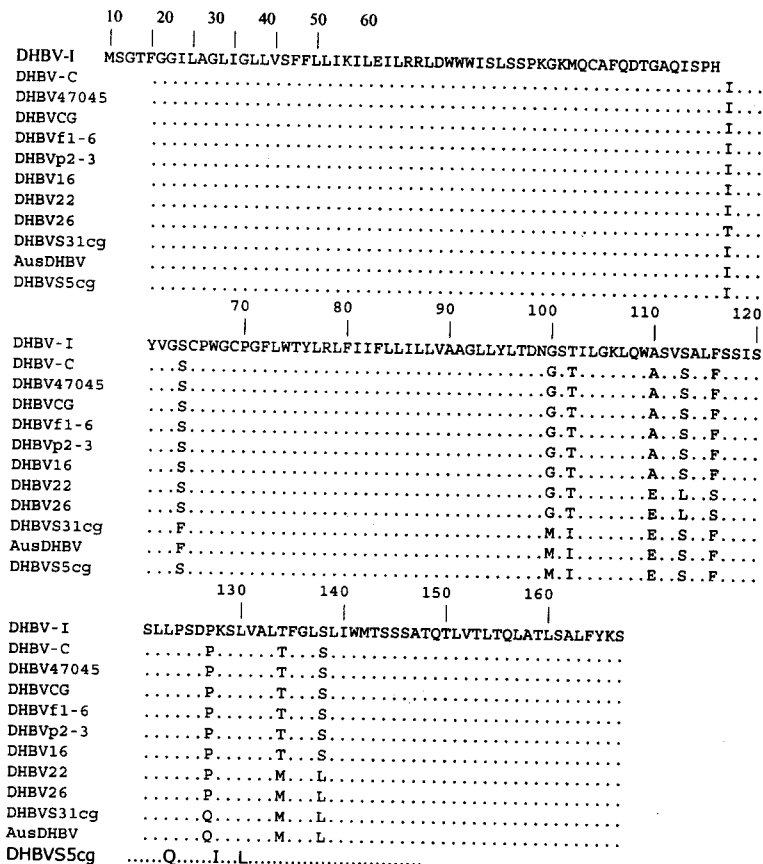 10 20 30 40 50 60
DHBV-I MSGTFGGILAGLIGLLVSFFLLIKILEILRRLDWWWISLSSPKGKMQCAFQDTGAQISPH
DHBV-C ........................................................I...
DHBV47045 ........................................................I...
DHBVCG ........................................................I...
DHBVf1-6 ........................................................I...
DHBVp2-3 ........................................................I...
DHBV16 ........................................................I...
DHBV22 ........................................................I...
DHBV26 ........................................................T...
DHBVS31cg ........................................................I...
AusDHBV ........................................................I...
DHBVS5cg ........................................................I...
70 80 90 100 110 120
DHBV-I YVGSCPWGCPGFLWTYLRLFIIFLLILLVAAGLLYLTDNGSTILGKLQWASVSALFSSIS
DHBV-C ...S...................................G.T.......A..S..F....
DHBV47045 ...S...................................G.T.......A..S..F....
DHBVCG ...S...................................G.T.......A..S..F....
DHBVf1-6 ...S...................................G.T.......A..S..F....
DHBVp2-3 ...S...................................G.T.......A..S..F....
DHBV16 ...S...................................G.T.......A..S..F....
DHBV22 ...S...................................G.T.......E..L..S....
DHBV26 ...S...................................G.T.......E..L..S....
DHBVS31cg ...F...................................M.I.......E..S..F....
AusDHBV ...F...................................M.I.......E..S..F....
DHBVS5cg ...S...................................M.I.......E..S..F....
130 140 150 160
DHBV-I SLLPSDPKSLVALTFGLSLIWMTSSSATQTLVTLTQLATLSALFYKS
DHBV-C ......P......T...S.............................
DHBV47045 ......P......T...S.............................
DHBVCG ......P......T...S.............................
DHBVf1-6 ......P......T...S.............................
DHBVp2-3 ......P......T...S.............................
DHBV16 ......P......T...S.............................
DHBV22 ......P......M...L.............................
DHBV26 ......P......M...L.............................
DHBVS31cg ......Q......M...L.............................
AusDHBV ......Q......M...L.............................
DHBVS5cg ......Q......I...L.............................